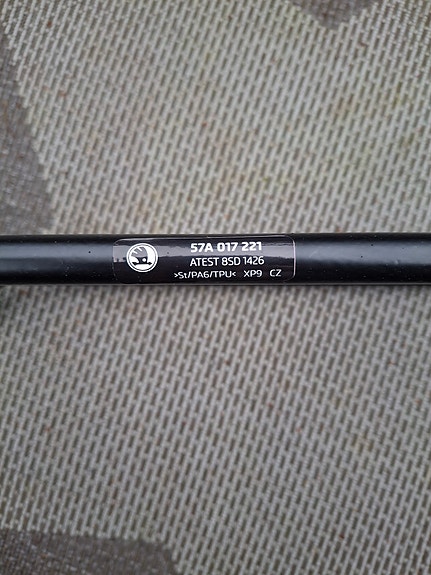 57A 017 221
ATEST 8SD 1426
>St/PA6/TPU< XP9 CZ